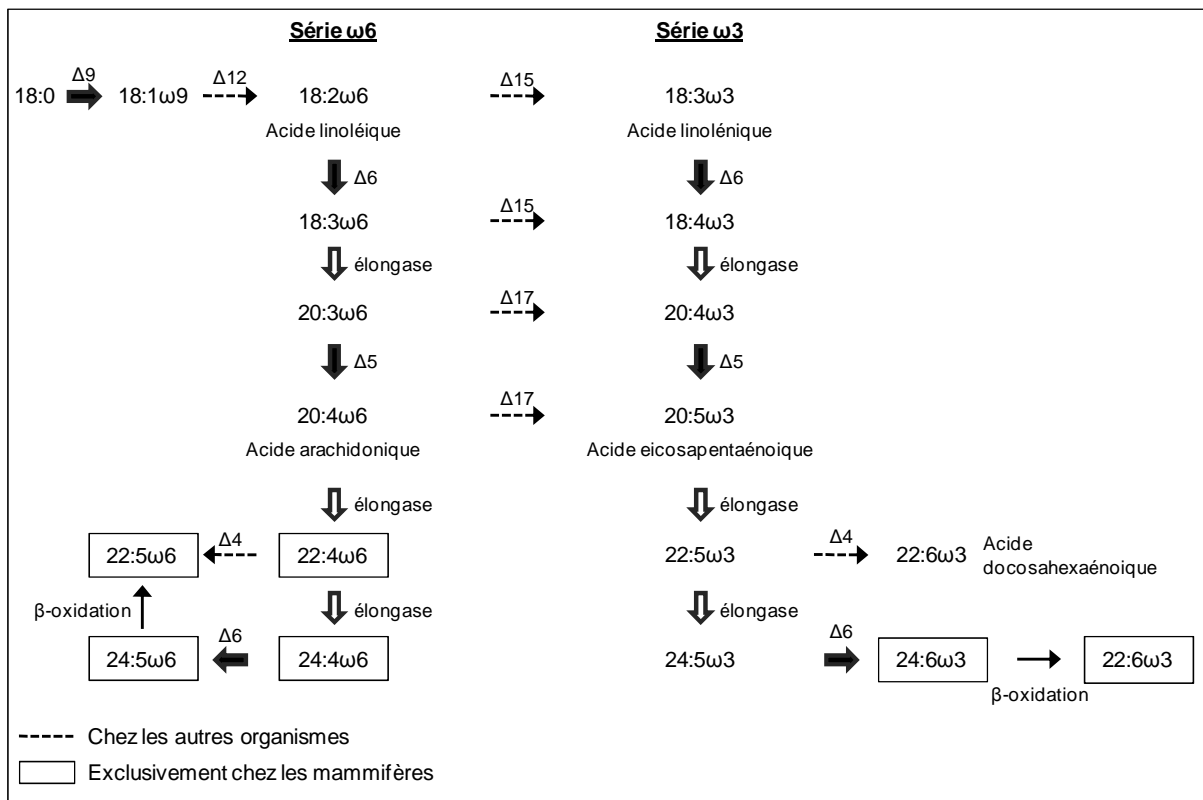 Série ω6 Série ω3
Δ9 Δ12 Δ15
18:0 18:1ω9 18:2ω6 18:3ω3
Acide linoléique Acide linolénique
Δ6 Δ6
Δ15
18:3ω6 18:4ω3
élongase élongase
Δ17
20:3ω6 20:4ω3
Δ5 Δ5
Δ17
20:4ω6 20:5ω3
Acide arachidonique Acide eicosapentaénoique
élongase élongase
Δ4 Δ4
22:5ω6 22:4ω6 22:5ω3 22:6ω3 Acide
docosahexaénoique
β-oxidation élongase élongase
Δ6 Δ6
24:5ω6 24:4ω6 24:5ω3 24:6ω3 22:6ω3
β-oxidation
Chez les autres organismes
Exclusivement chez les mammifères